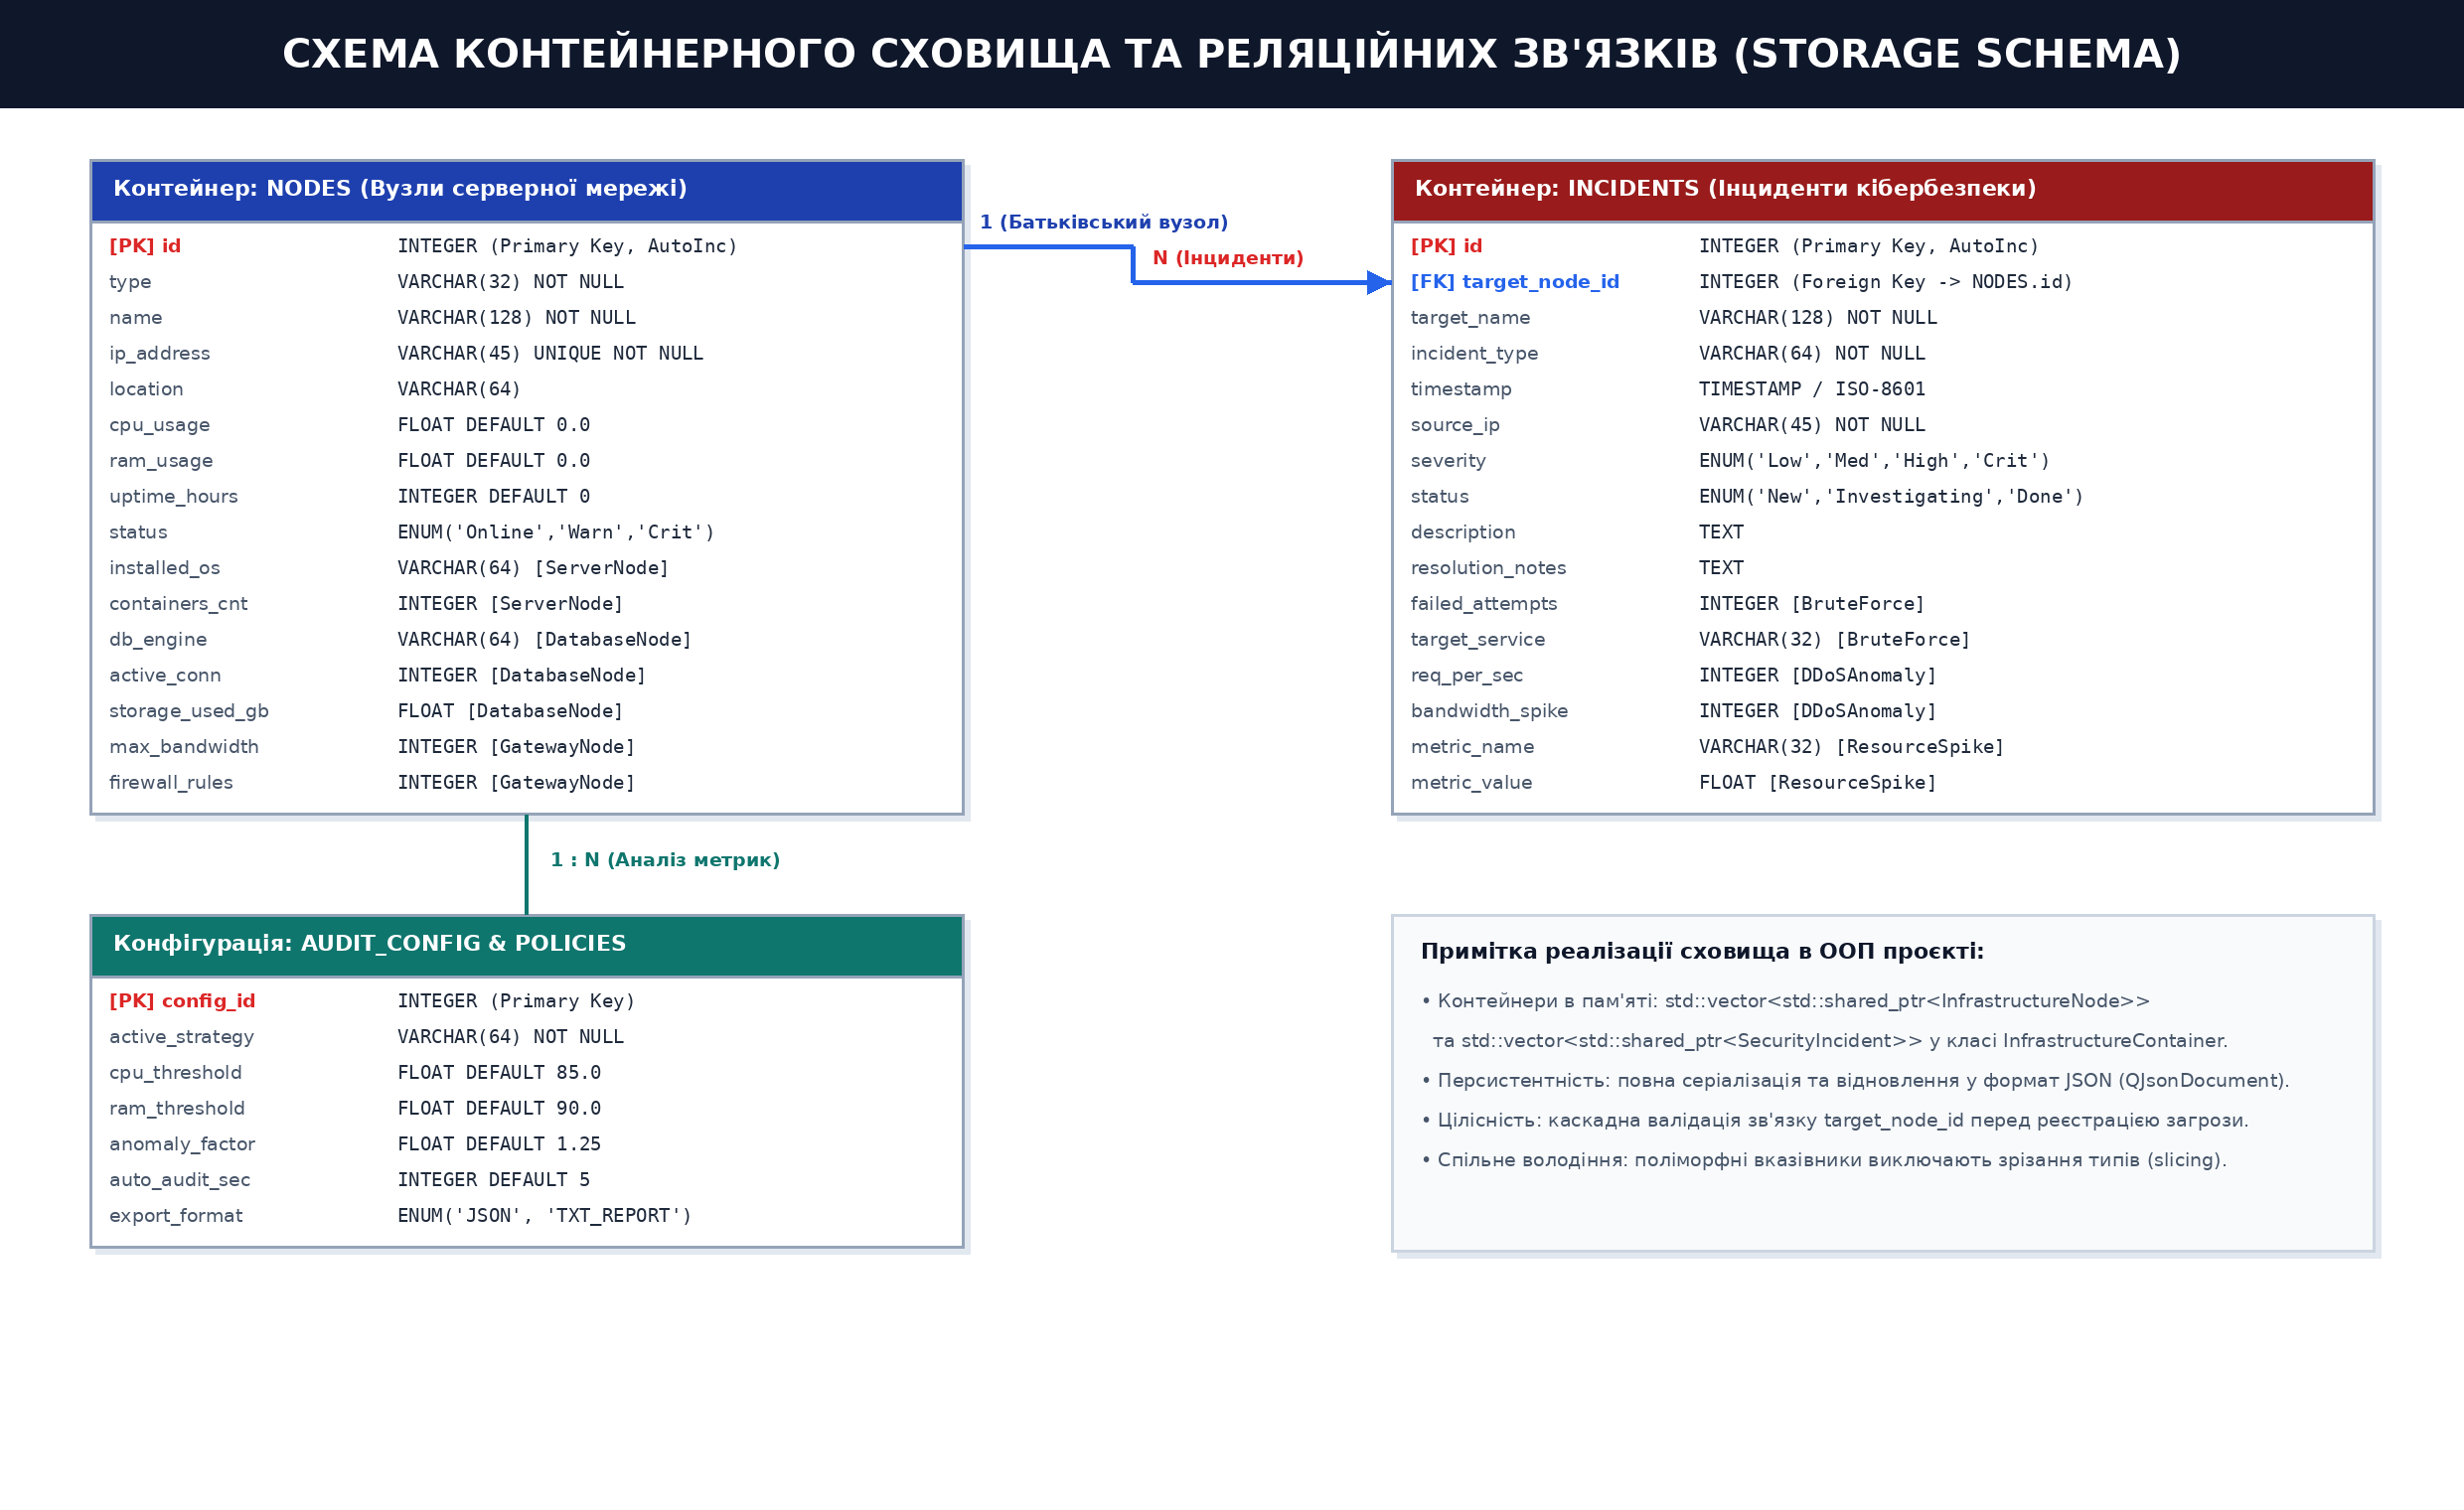 СХЕМА КОНТЕЙНЕРНОГО СХОВИЩА ТА РЕЛЯЦІЙНИХ ЗВ'ЯЗКІВ (STORAGE SCHEMA)
Контейнер: NODES (Вузли серверної мережі)
[PK] id INTEGER (Primary Key, AutoInc)
type VARCHAR(32) NOT NULL
name VARCHAR(128) NOT NULL
ip_address VARCHAR(45) UNIQUE NOT NULL
location VARCHAR(64)
cpu_usage FLOAT DEFAULT 0.0
ram_usage FLOAT DEFAULT 0.0
uptime_hours INTEGER DEFAULT 0
status ENUM('Online','Warn','Crit')
installed_os VARCHAR(64) [ServerNode]
containers_cnt INTEGER [ServerNode]
db_engine VARCHAR(64) [DatabaseNode]
active_conn INTEGER [DatabaseNode]
storage_used_gb FLOAT [DatabaseNode]
max_bandwidth INTEGER [GatewayNode]
firewall_rules INTEGER [GatewayNode]
1 (Батьківський вузол)
N (Інциденти)
Контейнер: INCIDENTS (Інциденти кібербезпеки)
[PK] id INTEGER (Primary Key, AutoInc)
[FK] target_node_id INTEGER (Foreign Key -> NODES.id)
target_name VARCHAR(128) NOT NULL
incident_type VARCHAR(64) NOT NULL
timestamp TIMESTAMP / ISO-8601
source_ip VARCHAR(45) NOT NULL
severity ENUM('Low','Med','High','Crit')
status ENUM('New','Investigating','Done')
description TEXT
resolution_notes TEXT
failed_attempts INTEGER [BruteForce]
target_service VARCHAR(32) [BruteForce]
req_per_sec INTEGER [DDoSAnomaly]
bandwidth_spike INTEGER [DDoSAnomaly]
metric_name VARCHAR(32) [ResourceSpike]
metric_value FLOAT [ResourceSpike]
1 : N (Аналіз метрик)
Конфігурація: AUDIT_CONFIG & POLICIES
[PK] config_id INTEGER (Primary Key)
active_strategy VARCHAR(64) NOT NULL
cpu_threshold FLOAT DEFAULT 85.0
ram_threshold FLOAT DEFAULT 90.0
anomaly_factor FLOAT DEFAULT 1.25
auto_audit_sec INTEGER DEFAULT 5
export_format ENUM('JSON', 'TXT_REPORT')
Примітка реалізації сховища в ООП проєкті:
• Контейнери в пам'яті: std::vector<std::shared_ptr<InfrastructureNode>>
та std::vector<std::shared_ptr<SecurityIncident>> у класі InfrastructureContainer.
• Персистентність: повна серіалізація та відновлення у формат JSON (QJsonDocument).
• Цілісність: каскадна валідація зв'язку target_node_id перед реєстрацією загрози.
• Спільне володіння: поліморфні вказівники виключають зрізання типів (slicing).